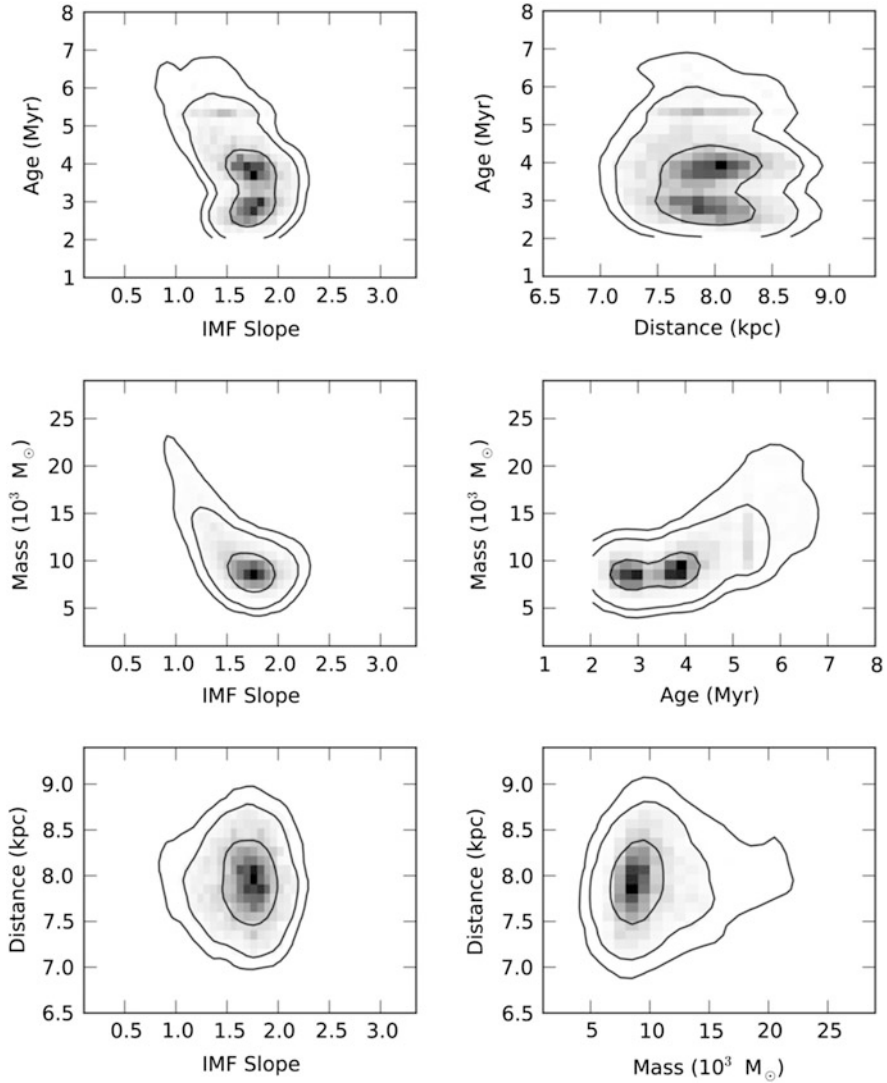 8
7
6
5
4
3
2
1
Age (Myr)
0.5 1.0 1.5 2.0 2.5 3.0
IMF Slope
8
7
6
5
4
3
2
1
Age (Myr)
6.5 7.0 7.5 8.0 8.5 9.0
Distance (kpc)
25
20
15
10
5
Mass (10³ M☉)
0.5 1.0 1.5 2.0 2.5 3.0
IMF Slope
25
20
15
10
5
Mass (10³ M☉)
1 2 3 4 5 6 7 8
Age (Myr)
9.0
8.5
8.0
7.5
7.0
6.5
Distance (kpc)
0.5 1.0 1.5 2.0 2.5 3.0
IMF Slope
9.0
8.5
8.0
7.5
7.0
6.5
Distance (kpc)
5 10 15 20 25
Mass (10³ M☉)